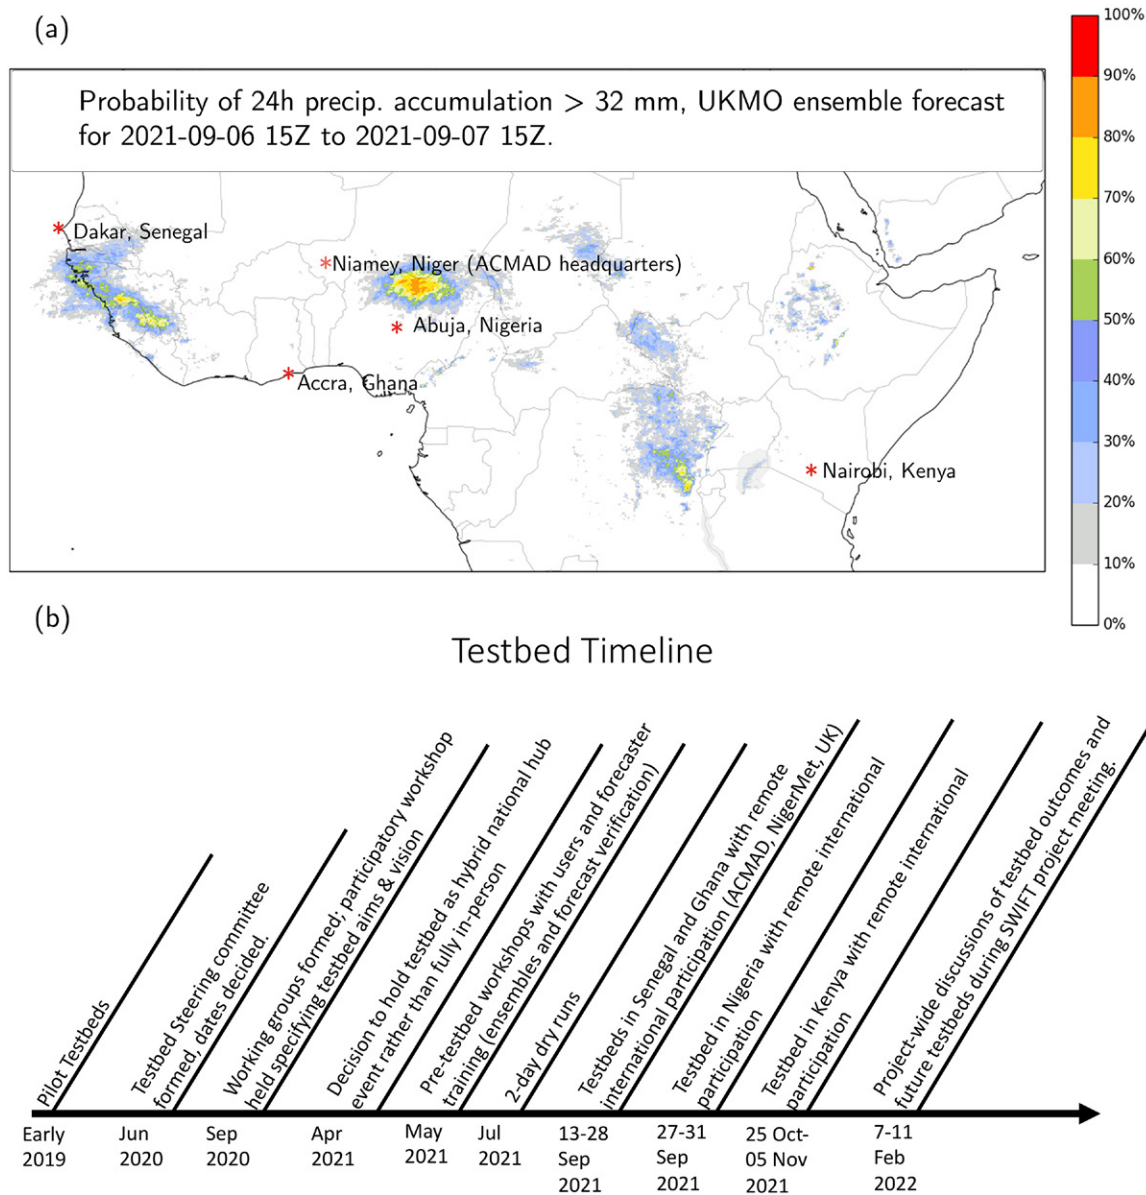 (a)
Probability of 24h precip. accumulation > 32 mm, UKMO ensemble forecast
for 2021-09-06 15Z to 2021-09-07 15Z.
100%
90%
80%
70%
60%
50%
40%
30%
20%
10%
0%
Dakar, Senegal
Niamey, Niger (ACMAD headquarters)
Abuja, Nigeria
Accra, Ghana
Nairobi, Kenya
(b)
Testbed Timeline
Pilot Testbeds
Testbed Steering committee
formed, dates decided.
Working groups formed; participatory workshop
held specifying testbed aims & vision
Decision to hold testbed as hybrid national hub
event rather than fully in-person
Pre-testbed workshops with users and forecaster
training (ensembles and forecast verification)
2-day dry runs
Testbeds in Senegal and Ghana with remote
international participation (ACMAD, NigerMet, UK)
Testbed in Nigeria with remote international
participation
Testbed in Kenya with remote international
participation
Project-wide discussions of testbed outcomes and
future testbeds during SWIFT project meeting.
Early
2019
Jun
2020
Sep
2020
Apr
2021
May
2021
Jul
2021
13-28
Sep
2021
27-31
Sep
2021
25 Oct-
05 Nov
2021
7-11
Feb
2022